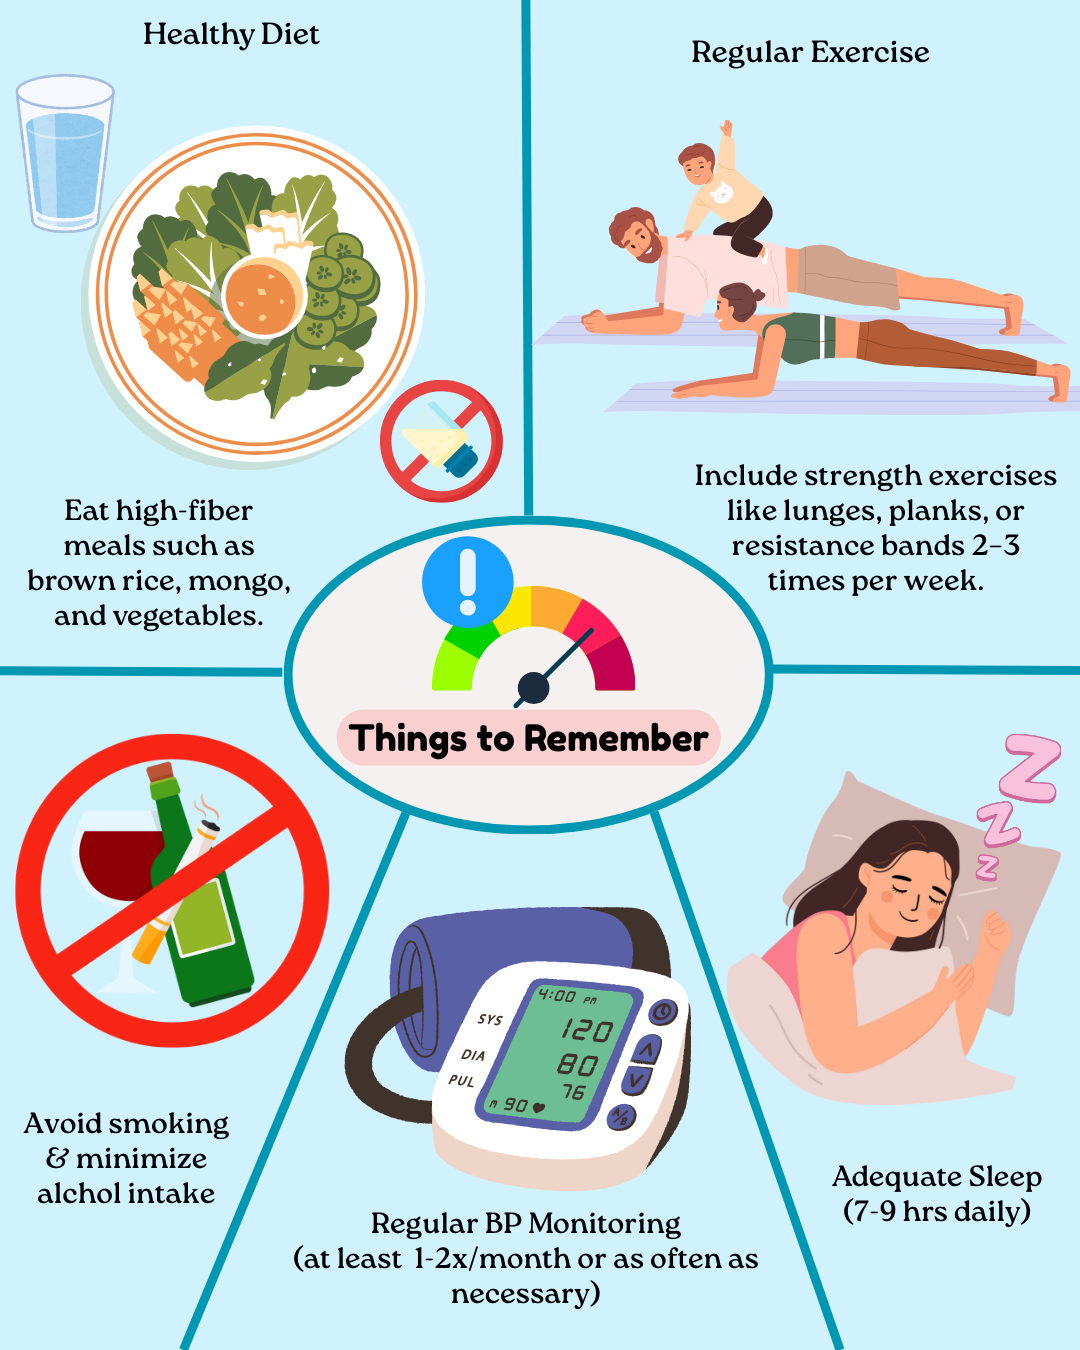 Healthy Diet
Regular Exercise
Eat high-fiber
meals such as
brown rice, mongo,
and vegetables.
Include strength exercises
like lunges, planks, or
resistance bands 2-3
times per week.
Things to Remember
Avoid smoking
& minimize
alchol intake
4:00 PM
SYS 120
DIA 80
PUL 76
M 90
A/B
Regular BP Monitoring
(at least 1-2x/month or as often as
necessary)
Z
Z
Z
Adequate Sleep
(7-9 hrs daily)